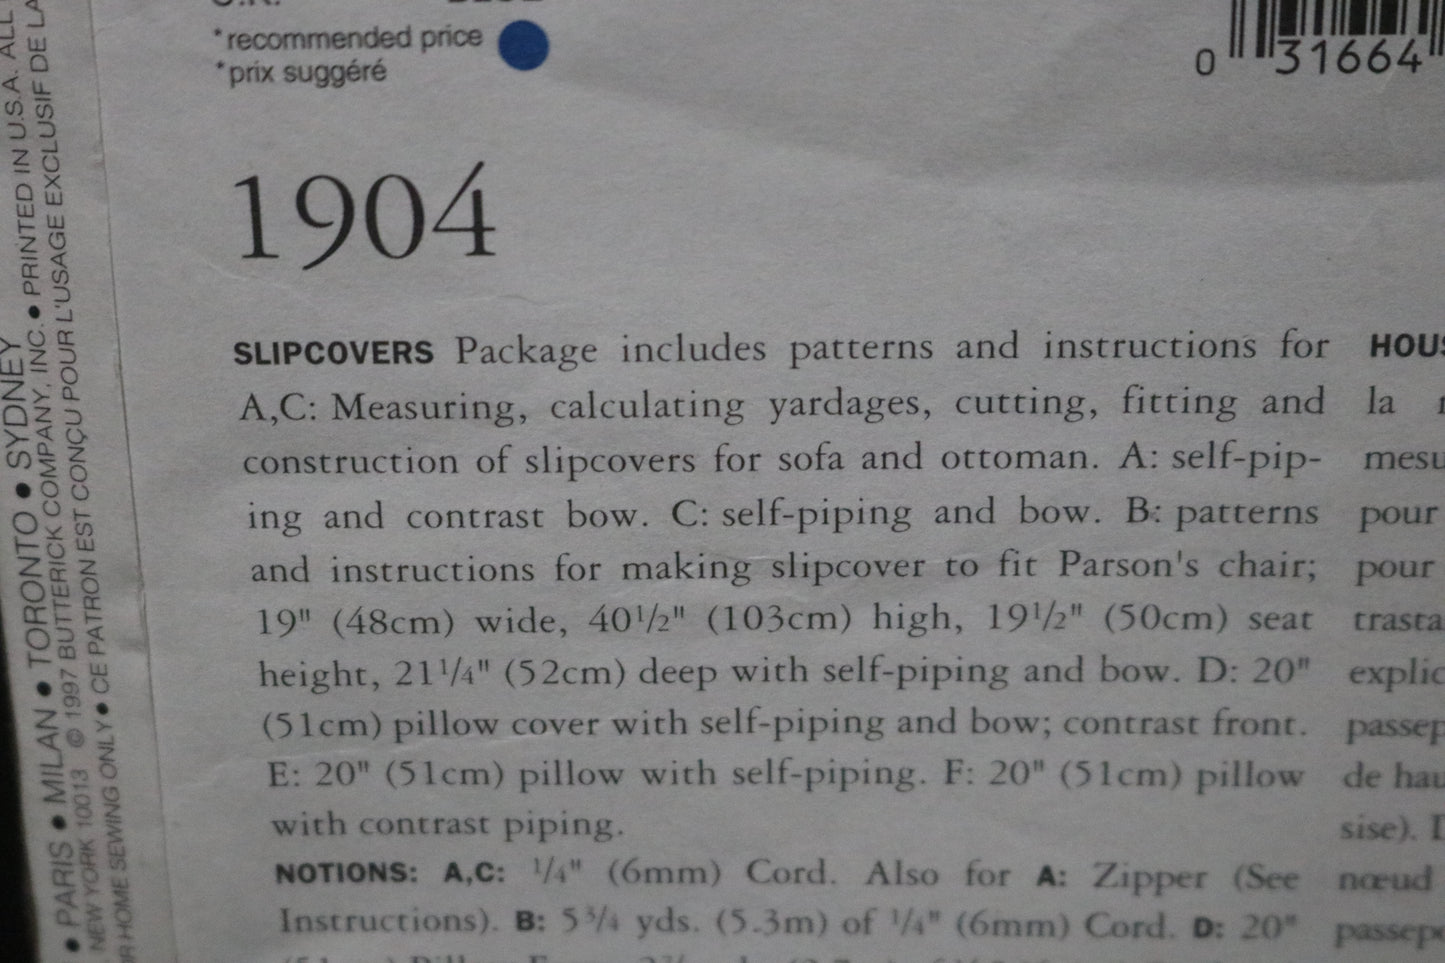 *recommended price
*prix suggéré
0 31664
1904
SLIPCOVERS Package includes patterns and instructions for
A,C: Measuring, calculating yardages, cutting, fitting and
construction of slipcovers for sofa and ottoman. A: self-pip-
ing and contrast bow. C: self-piping and bow. B: patterns
and instructions for making slipcover to fit Parson's chair;
19" (48cm) wide, 40½" (103cm) high, 19½" (50cm) seat
height, 21¼" (52cm) deep with self-piping and bow. D: 20"
(51cm) pillow cover with self-piping and bow; contrast front.
E: 20" (51cm) pillow with self-piping. F: 20" (51cm) pillow
with contrast piping.
NOTIONS: A,C: ¼" (6mm) Cord. Also for A: Zipper (See
Instructions). B: 5¾ yds. (5.3m) of ¼" (6mm) Cord. D: 20"
la
pour
pour
de
sise).
nœud
• PARIS • MILAN • TORONTO • SYDNEY
NEW YORK 10013 © 1997 BUTTERICK COMPANY, INC. • PRINTED IN U.S.A. ALL
HOME SEWING ONLY • CE PATRON EST CONÇU POUR L'USAGE EXCLUSIF DE LA